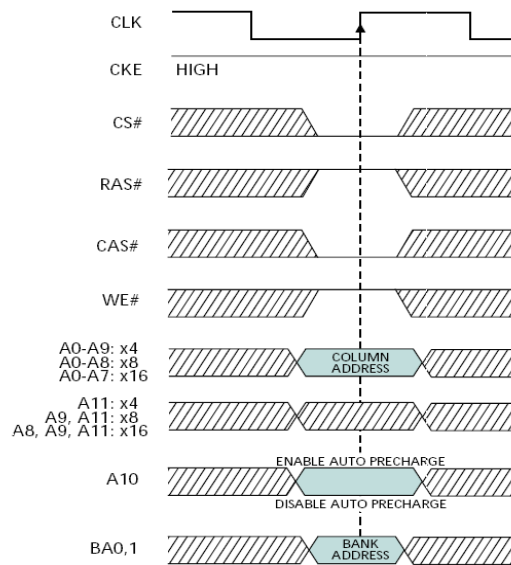 CLK
CKE HIGH
CS#
RAS#
CAS#
WE#
A0-A9: x4
A0-A8: x8
A0-A7: x16
COLUMN
ADDRESS
A11: x4
A9, A11: x8
A8, A9, A11: x16
ENABLE AUTO PRECHARGE
A10
DISABLE AUTO PRECHARGE
BA0,1
BANK
ADDRESS